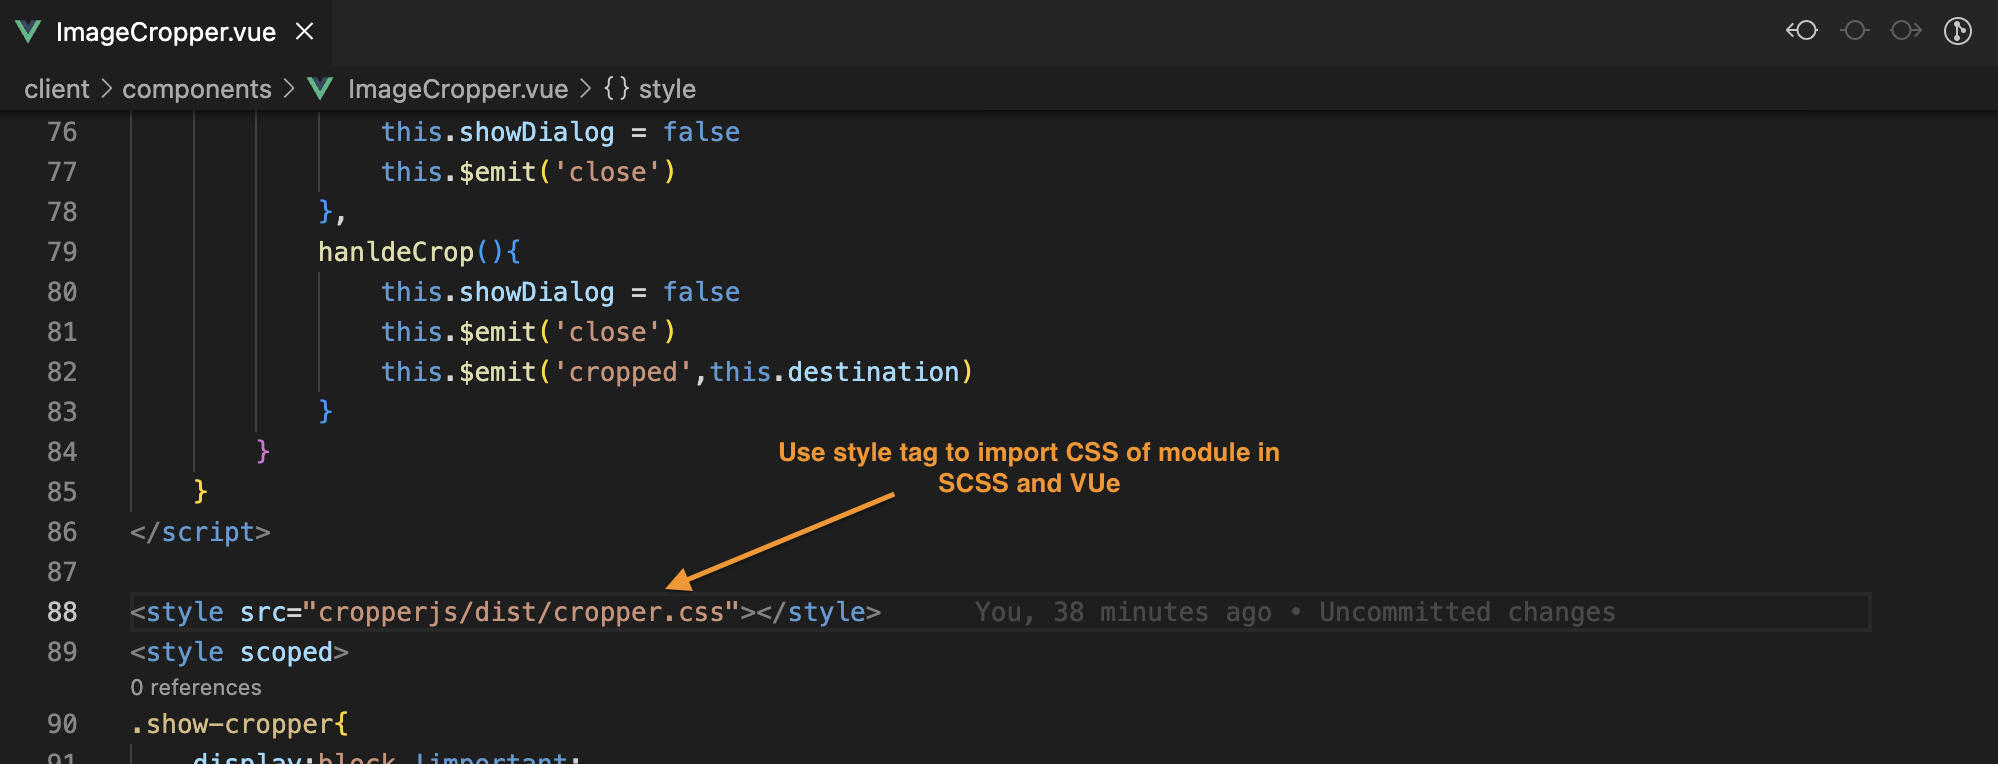 ImageCropper.vue
client > components > ImageCropper.vue > {} style
76 this.showDialog = false
77 this.$emit('close')
78 },
79 hanldeCrop(){
80 this.showDialog = false
81 this.$emit('close')
82 this.$emit('cropped',this.destination)
83 }
84 }
85 }
Use style tag to import CSS of module in
SCSS and VUe
86 </script>
87
88 <style src="cropperjs/dist/cropper.css"></style> You, 38 minutes ago • Uncommitted changes
89 <style scoped>
0 references
90 .show-cropper{
91 display:block !important;